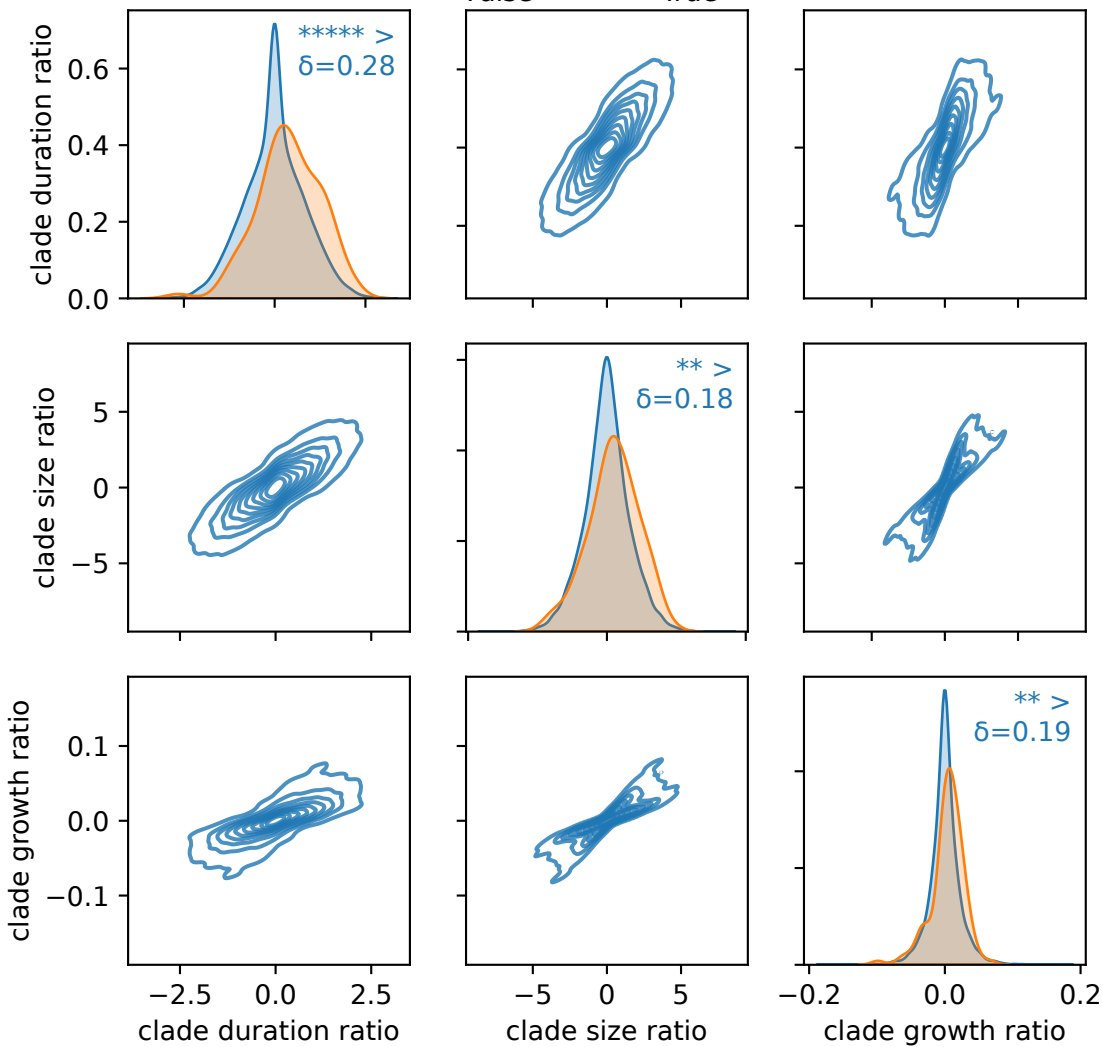 clade duration ratio
0.6
0.4
0.2
0.0
***** >
δ=0.28
clade size ratio
5
0
−5
** >
δ=0.18
clade growth ratio
0.1
0.0
−0.1
** >
δ=0.19
−2.5 0.0 2.5 −5 0 5 −0.2 0.0 0.2
clade duration ratio clade size ratio clade growth ratio